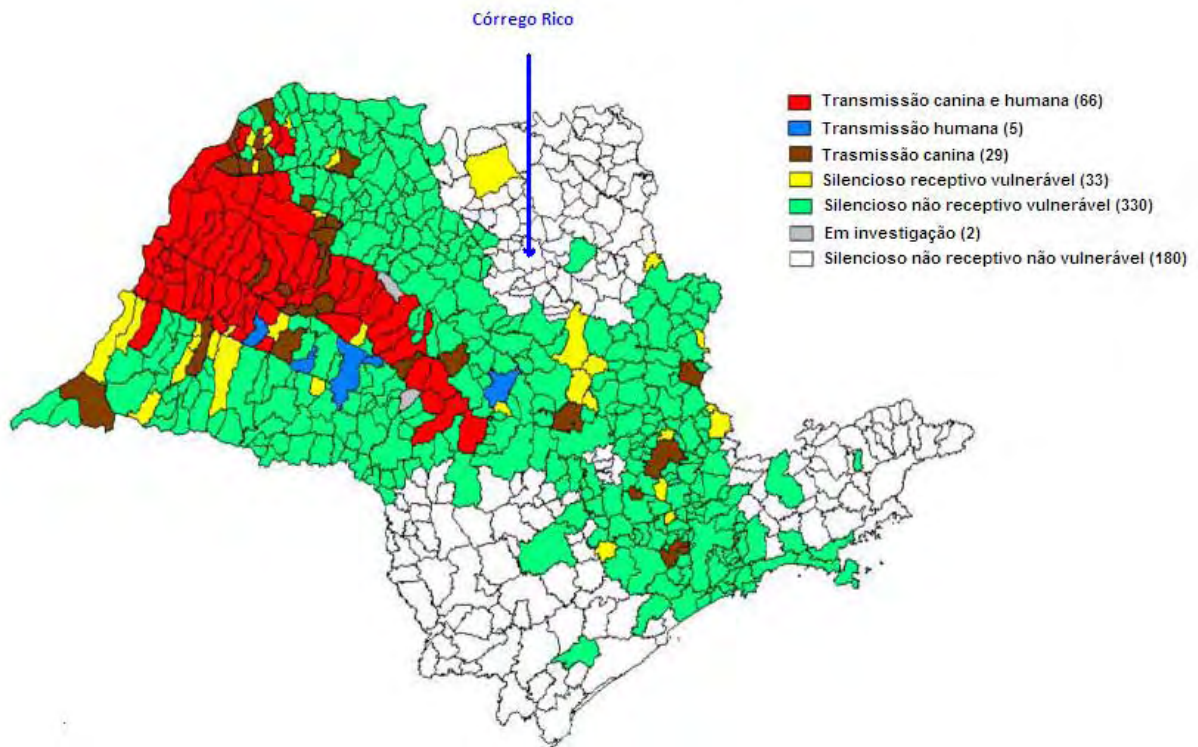 Córrego Rico
Transmissão canina e humana (66)
Transmissão humana (5)
Trasmissão canina (29)
Silencioso receptivo vulnerável (33)
Silencioso não receptivo vulnerável (330)
Em investigação (2)
Silencioso não receptivo não vulnerável (180)